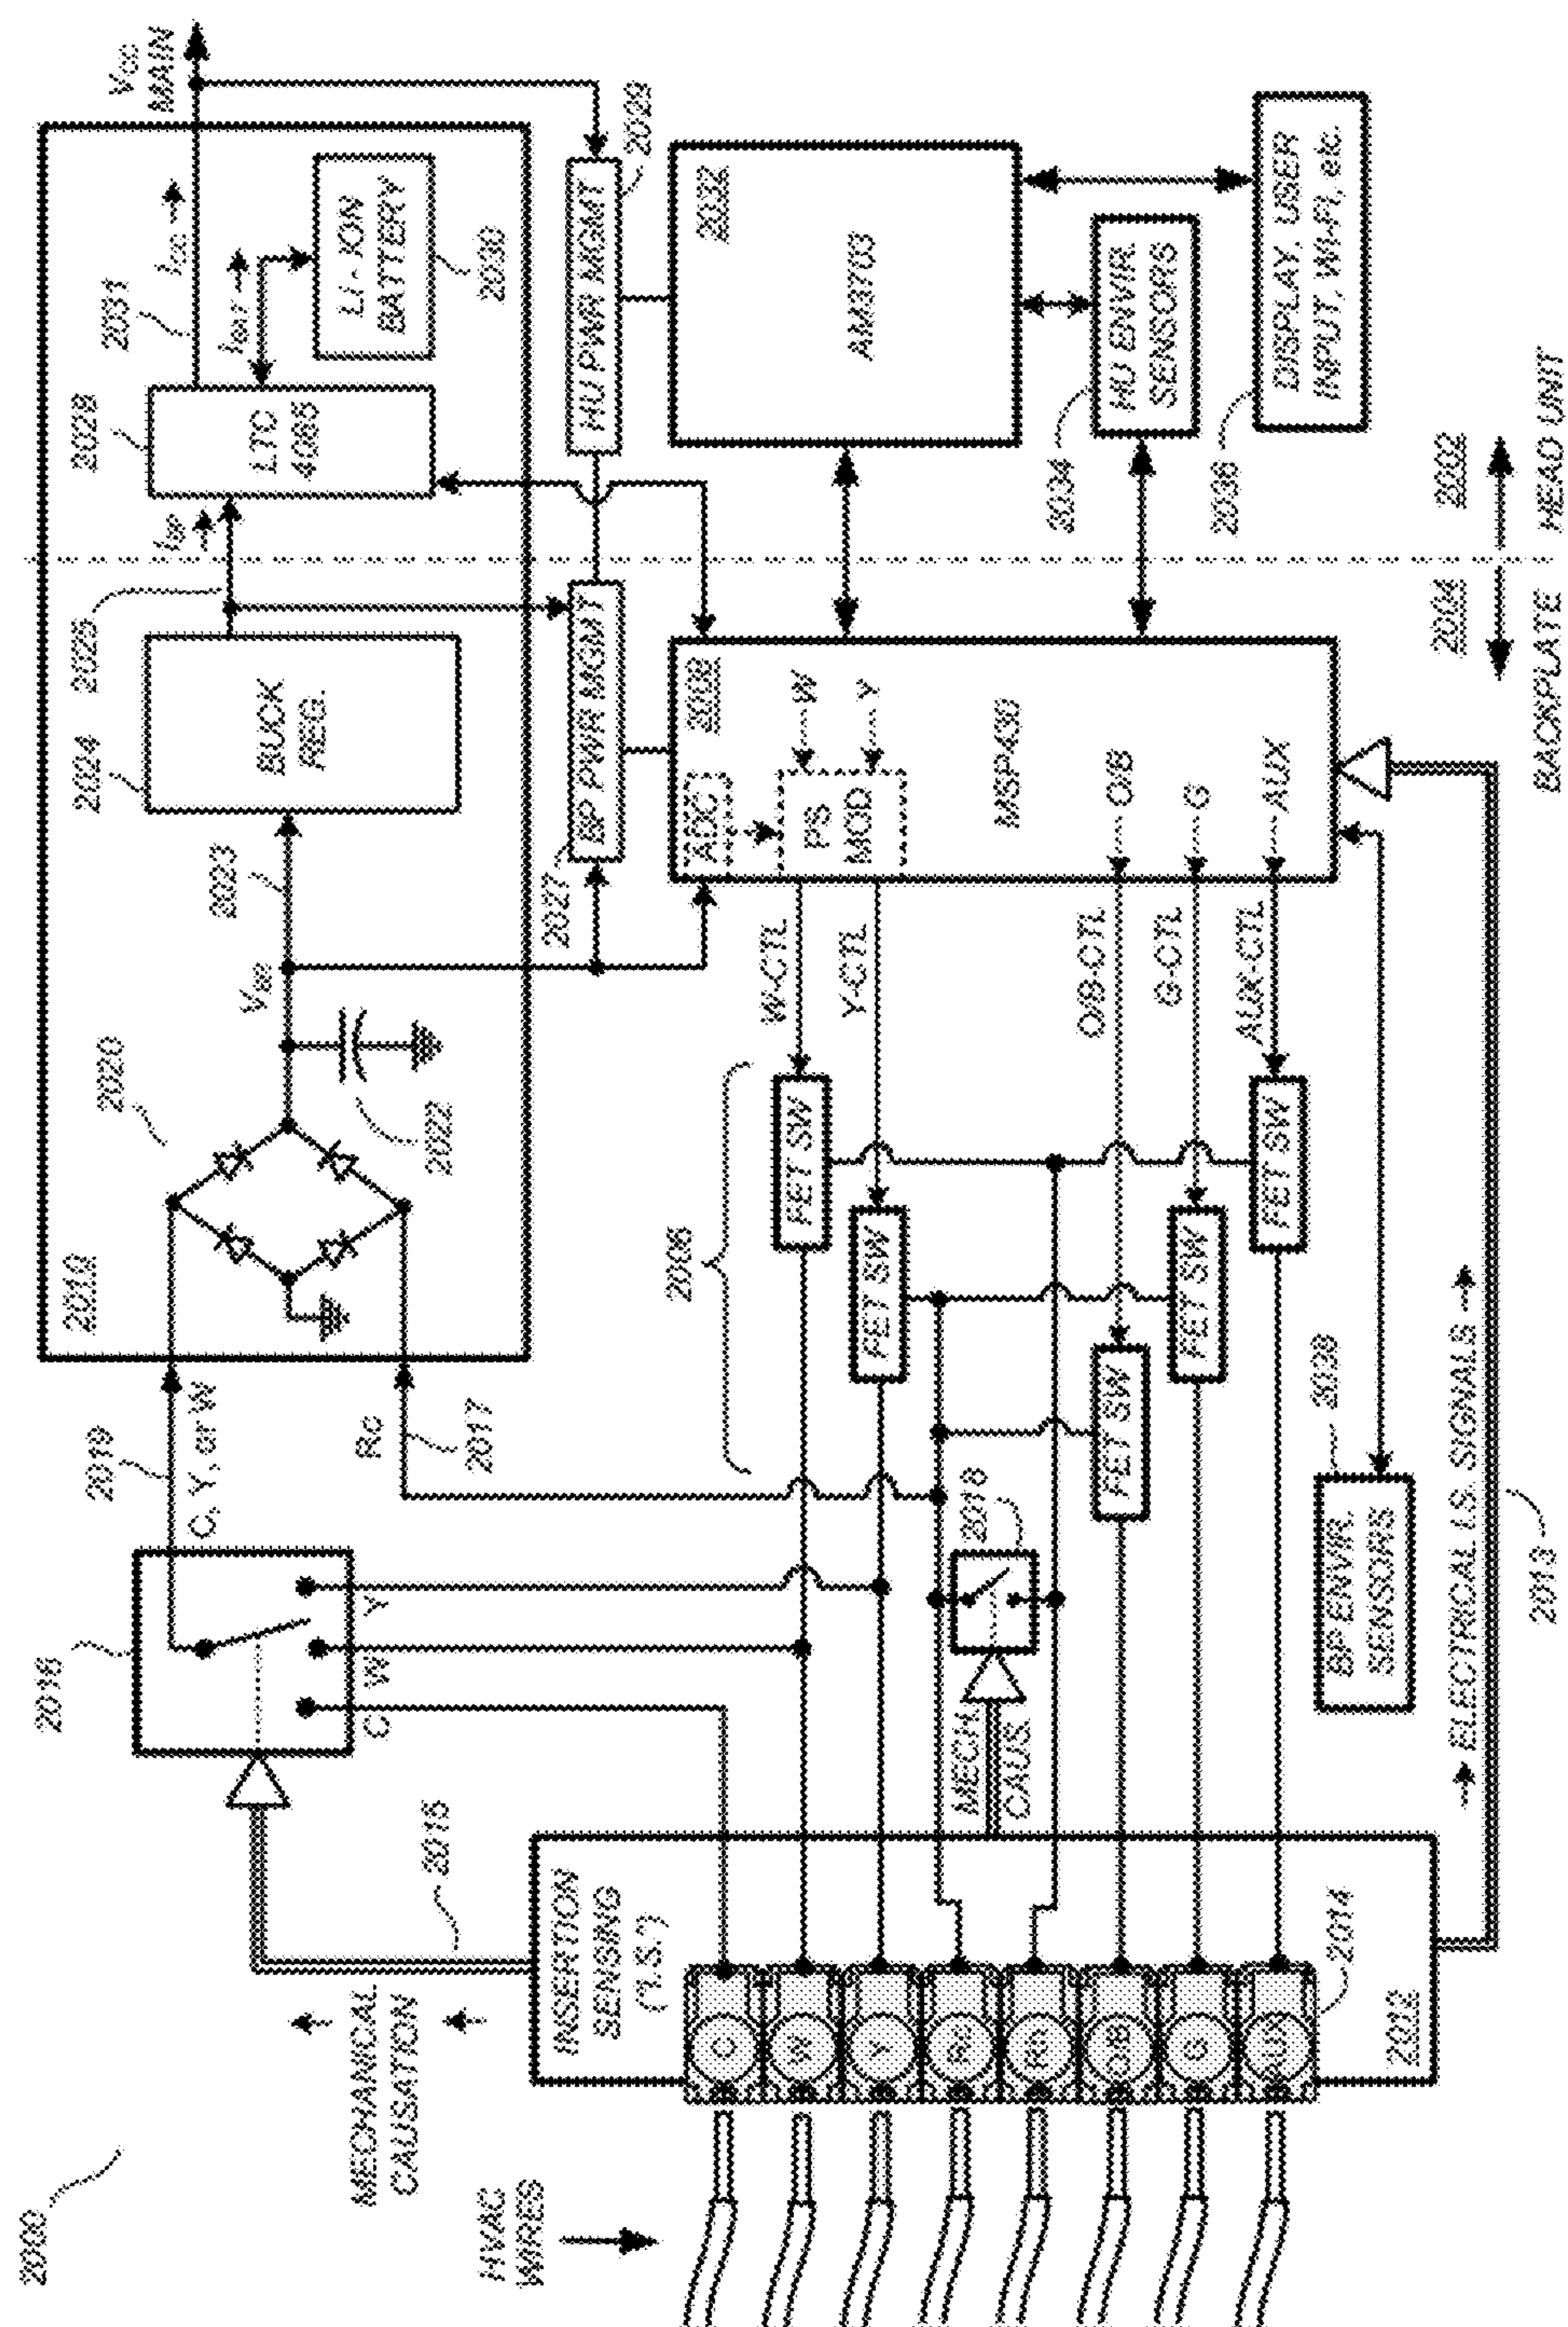 2000
HVAC
WIRES
MECHANICAL
CAUSATION
2015
INSERTION
SENSING
("I.S.")
C
W
Y
Rc
Rh
O/B
G
AUX
2014
2012
2016
C
W
Y
2019
C, Y, or W
Rc
2017
MECH.
CAUS.
2018
2010
2020
2022
VBR
2023
2024
BUCK
REG.
2025
IBP
2028
LTC
4085
2031
ICC
IBAT
Li-ION
BATTERY
2030
VCC
MAIN
2029
HU PWR MGMT
2027
BP PWR MGMT
2006
FET SW
FET SW
FET SW
FET SW
FET SW
W-CTL
Y-CTL
O/B-CTL
G-CTL
AUX-CTL
2008
ADC
PS
MOD
W
Y
MSP430
O/B
G
AUX
2032
AM3703
2034
HU ENVIR
SENSORS
2036
DISPLAY, USER
INPUT, Wi-Fi, etc.
BP ENVIR.
SENSORS
2038
ELECTRICAL I.S. SIGNALS
2013
2004
BACKPLATE
2002
HEAD UNIT